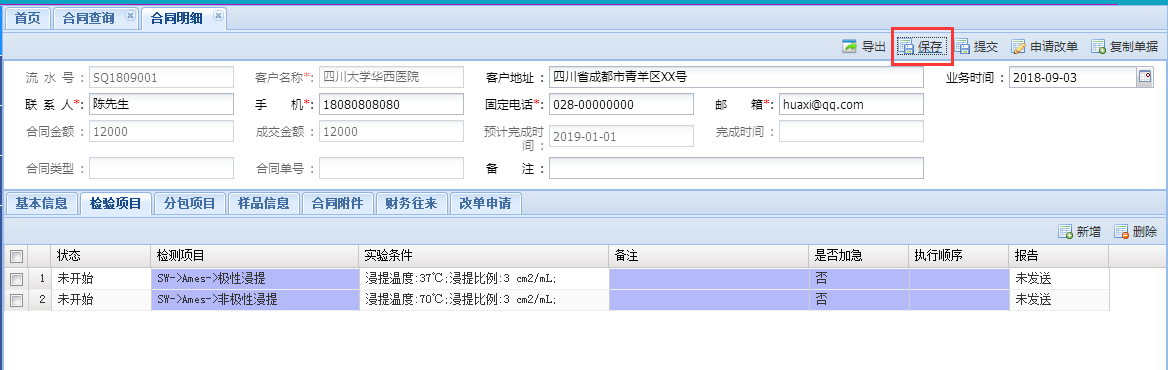 首页 合同查询 合同明细
导出 保存 提交 申请改单 复制单据
流 水 号： SQ1809001 客户名称*： 四川大学华西医院 客户地址： 四川省成都市青羊区XX号 业务时间： 2018-09-03
联 系 人*： 陈先生 手 机*： 18080808080 固定电话*： 028-00000000 邮 箱*： huaxi@qq.com
合同金额： 12000 成交金额： 12000 预计完成时间： 2019-01-01 完成时间：
合同类型： 合同单号： 备 注：
基本信息 检验项目 分包项目 样品信息 合同附件 财务往来 改单申请
新增 删除
状态 检测项目 实验条件 备注 是否加急 执行顺序 报告
1 未开始 SW->Ames->极性浸提 浸提温度:37℃;浸提比例:3 cm2/mL; 否 未发送
2 未开始 SW->Ames->非极性浸提 浸提温度:70℃;浸提比例:3 cm2/mL; 否 未发送